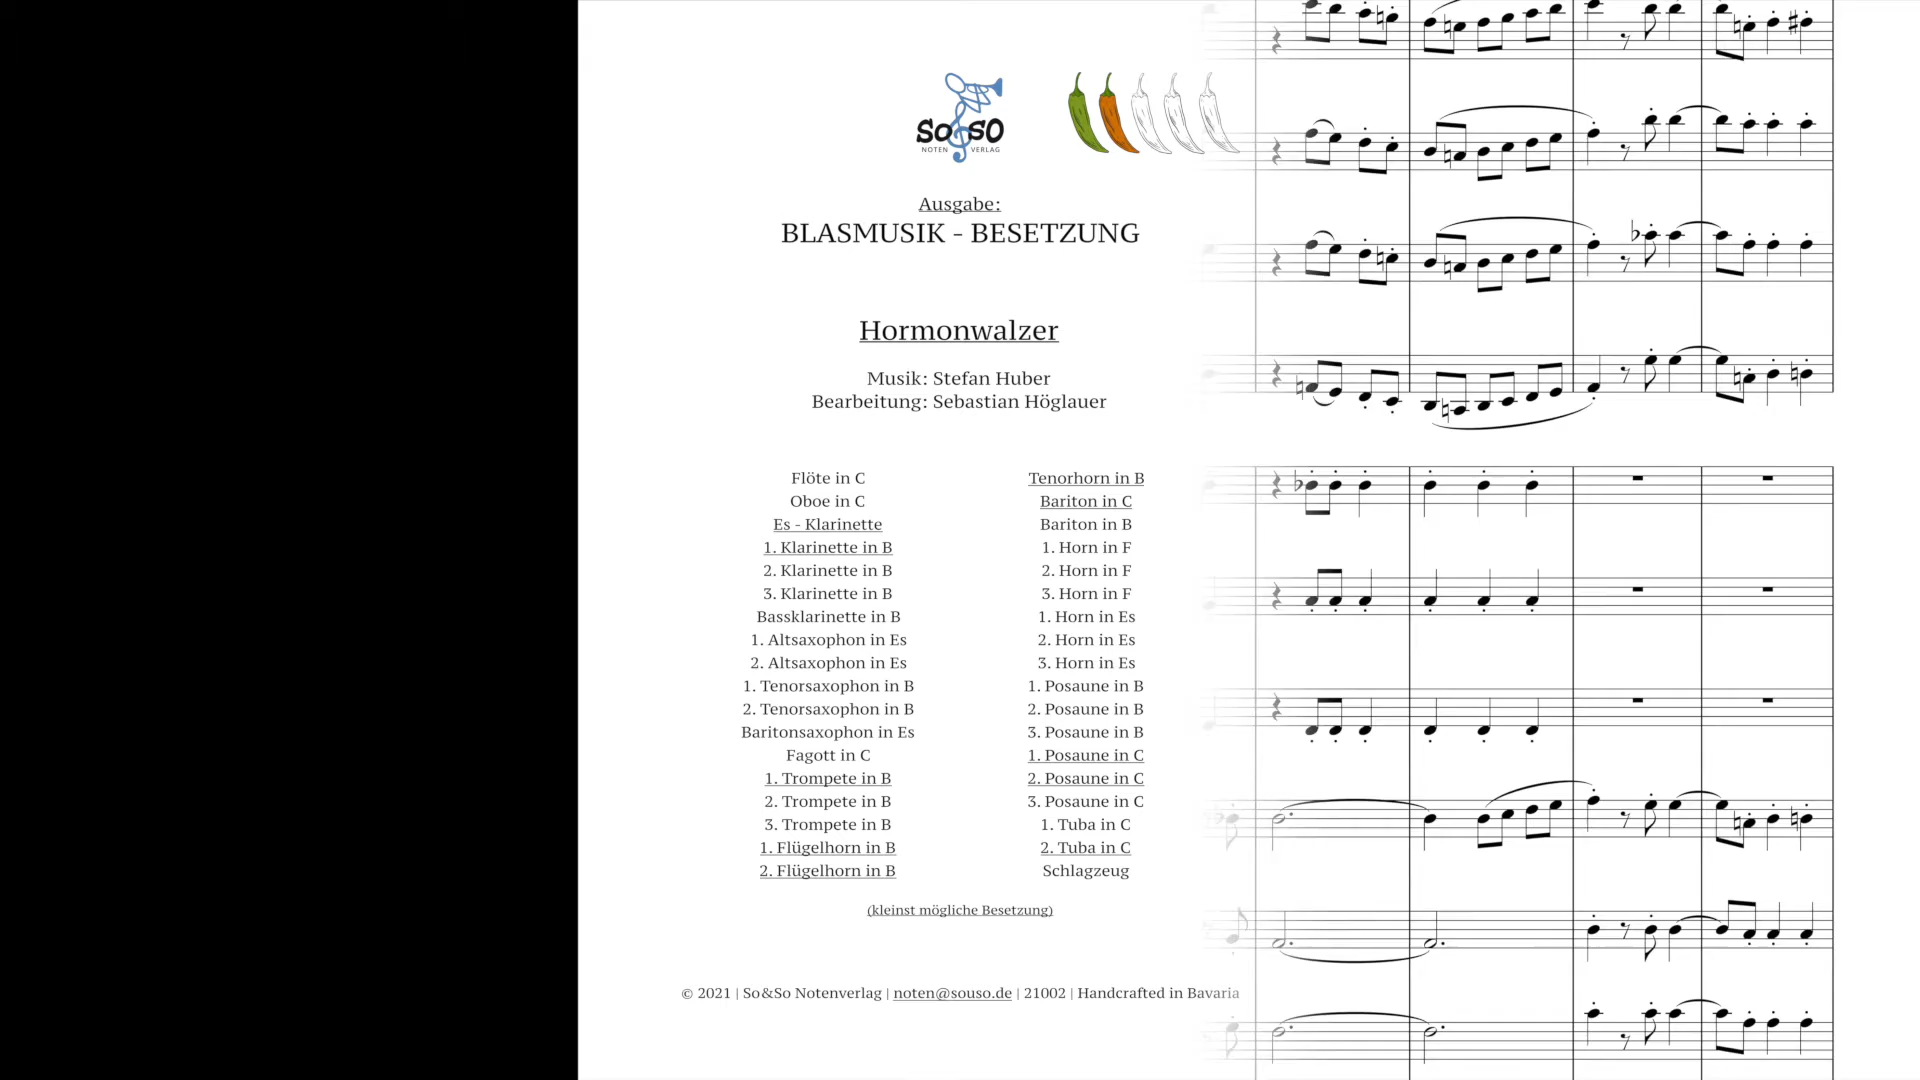 SO&SO
NOTEN VERLAG
Ausgabe:
BLASMUSIK - BESETZUNG
Hormonwalzer
Musik: Stefan Huber
Bearbeitung: Sebastian Höglauer
Flöte in C
Oboe in C
Es - Klarinette
1. Klarinette in B
2. Klarinette in B
3. Klarinette in B
Bassklarinette in B
1. Altsaxophon in Es
2. Altsaxophon in Es
1. Tenorsaxophon in B
2. Tenorsaxophon in B
Baritonsaxophon in Es
Fagott in C
1. Trompete in B
2. Trompete in B
3. Trompete in B
1. Flügelhorn in B
2. Flügelhorn in B
Tenorhorn in B
Bariton in C
Bariton in B
1. Horn in F
2. Horn in F
3. Horn in F
1. Horn in Es
2. Horn in Es
3. Horn in Es
1. Posaune in B
2. Posaune in B
3. Posaune in B
1. Posaune in C
2. Posaune in C
3. Posaune in C
1. Tuba in C
2. Tuba in C
Schlagzeug
(kleinst mögliche Besetzung)
© 2021 | So&So Notenverlag | noten@souso.de | 21002 | Handcrafted in Bavaria